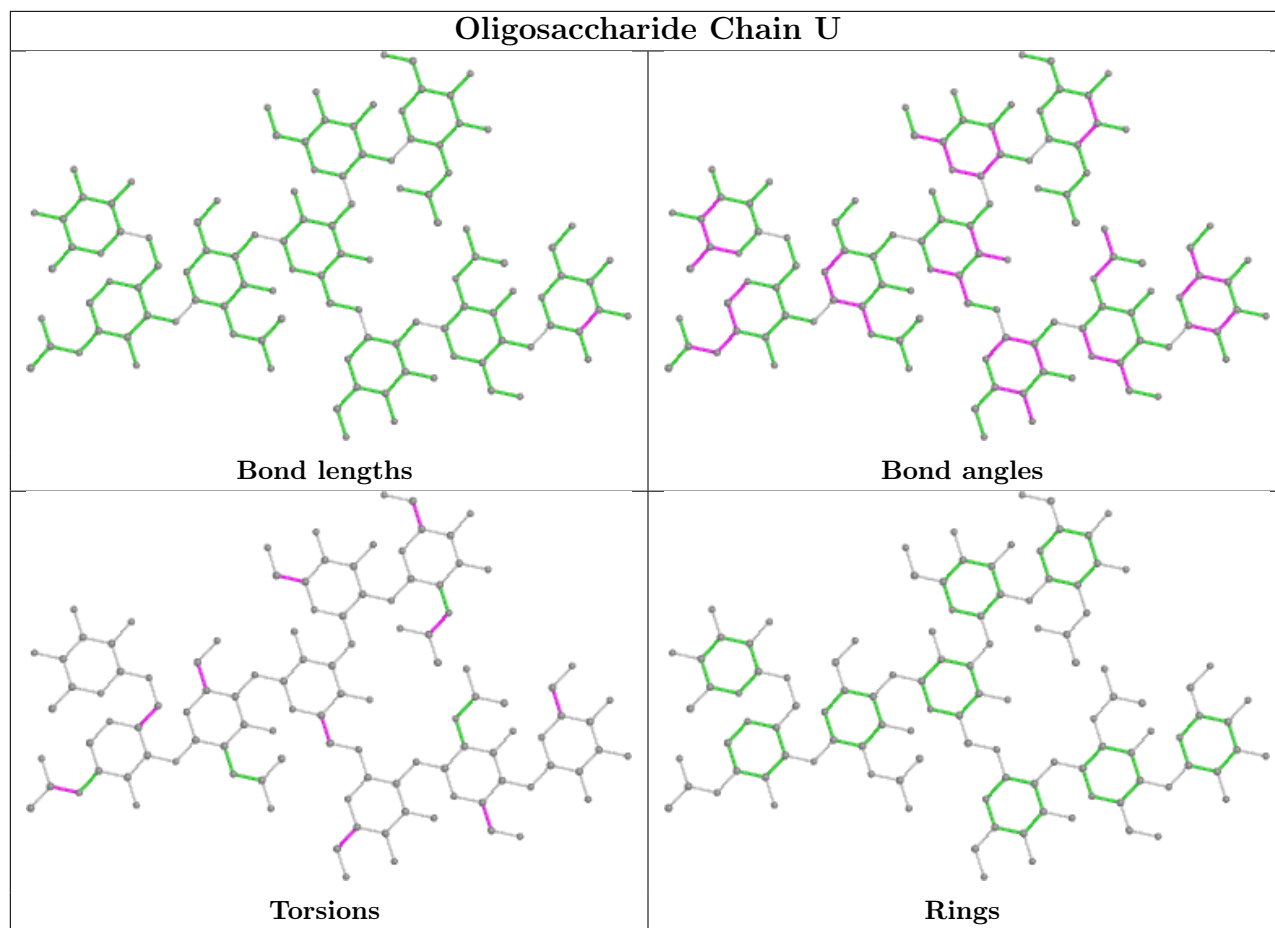 Oligosaccharide Chain U
Bond lengths
Bond angles
Torsions
Rings